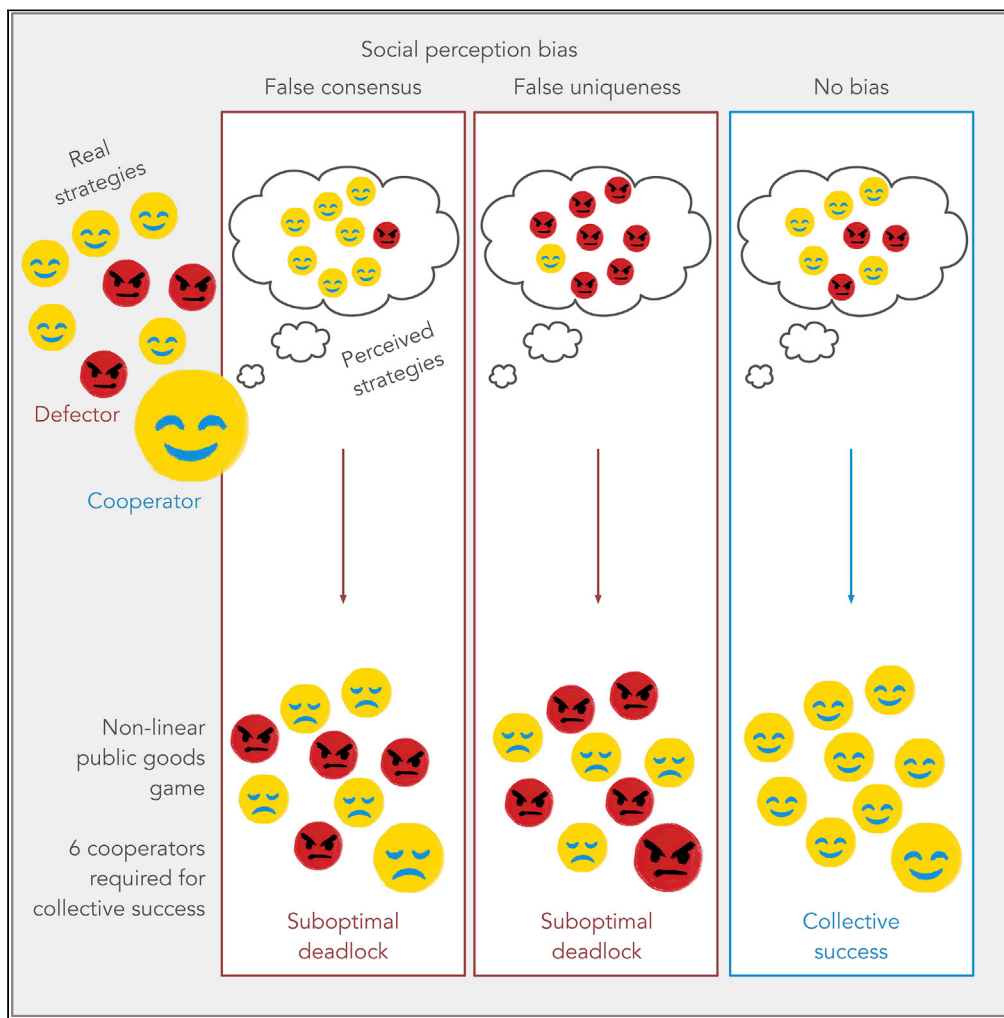 Social perception bias
False consensus
False uniqueness
No bias
Real
strategies
Perceived
strategies
Defector
Cooperator
Non-linear
public goods
game
6 cooperators
required for
collective success
Suboptimal
deadlock
Suboptimal
deadlock
Collective
success